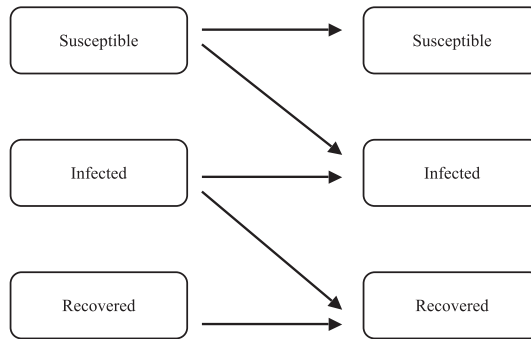 Susceptible
Susceptible
Infected
Infected
Recovered
Recovered